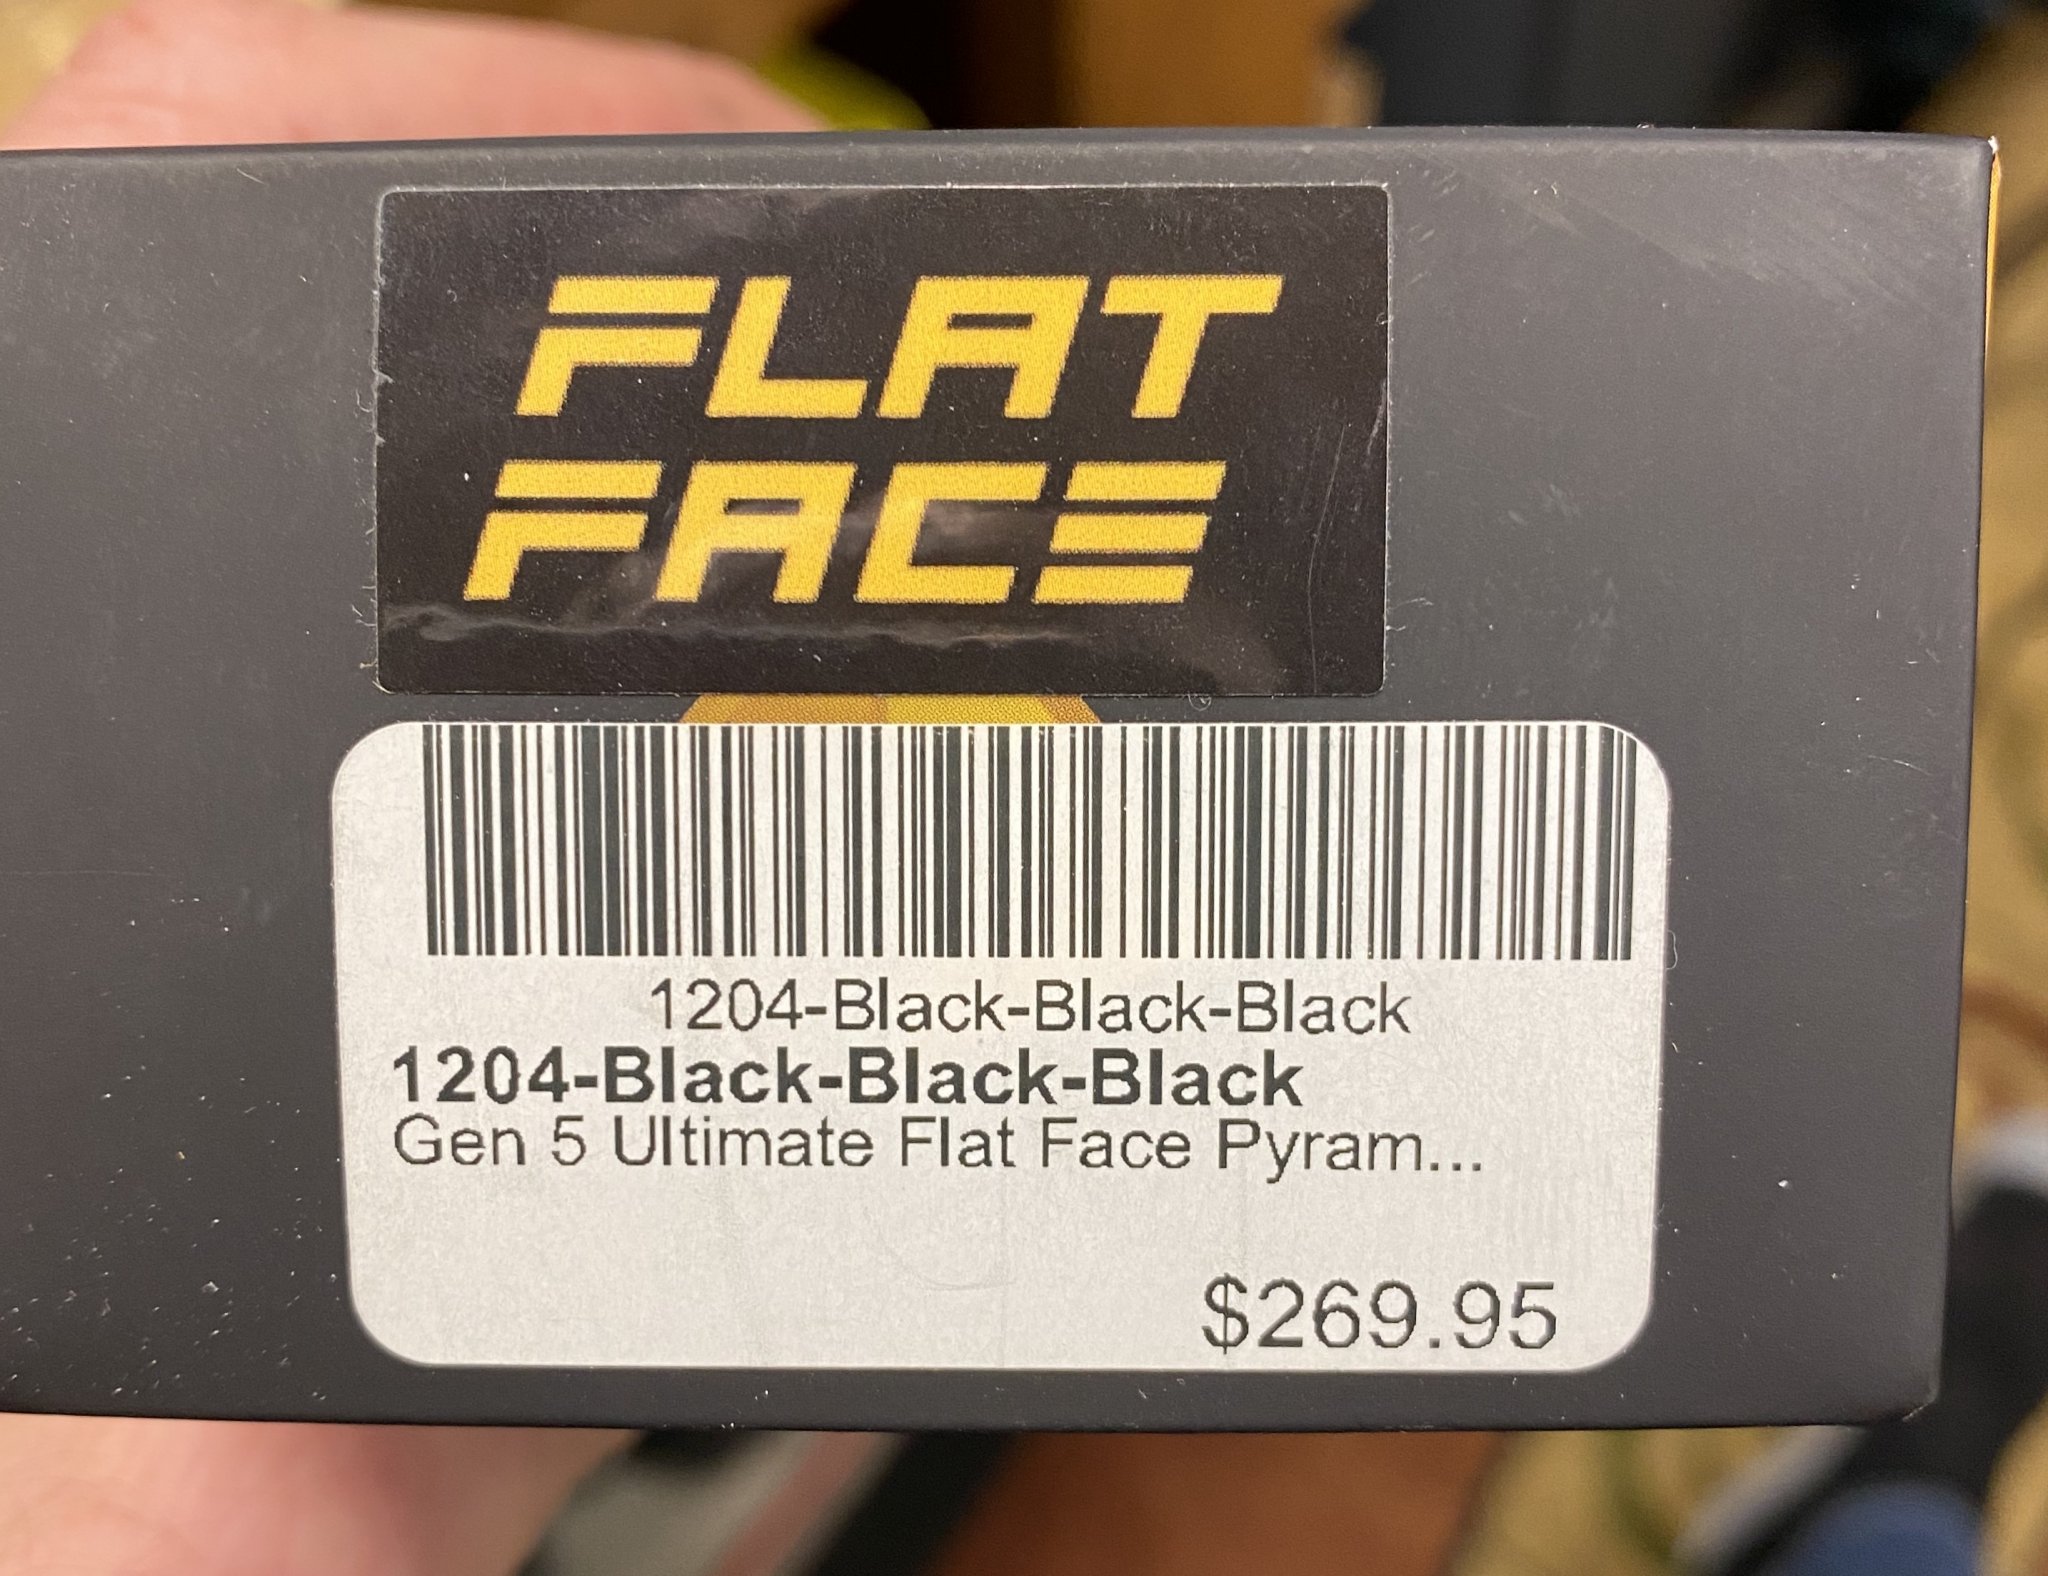 FLAT
FACE
1204-Black-Black-Black
1204-Black-Black-Black
Gen 5 Ultimate Flat Face Pyram...
$269.95